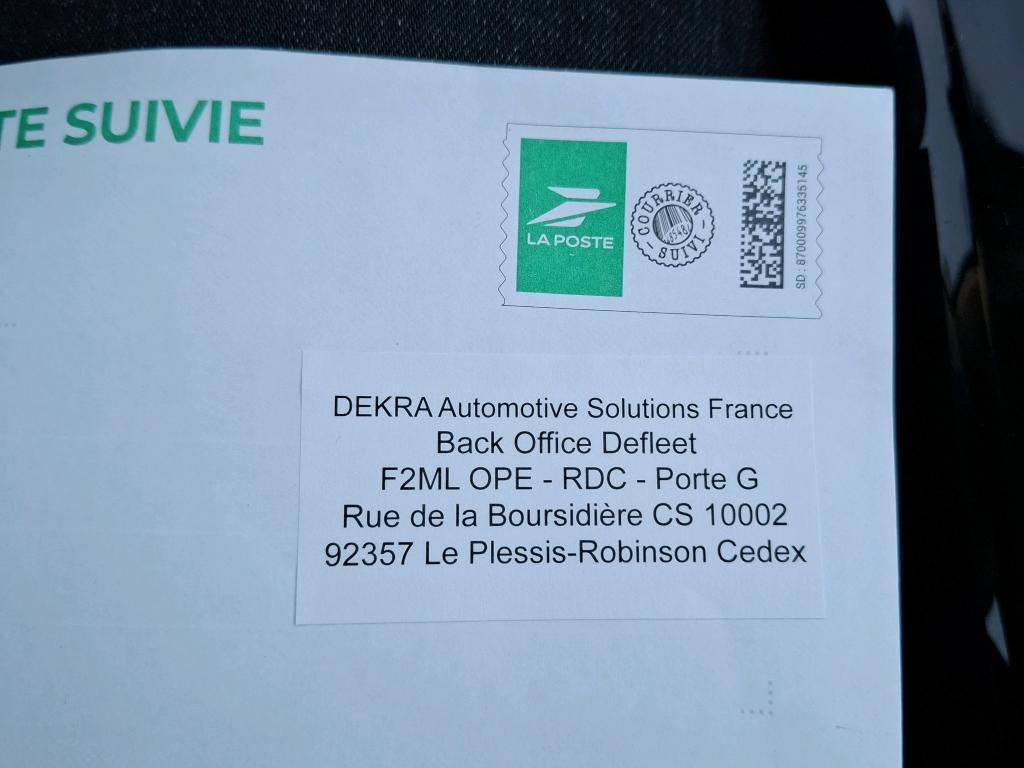 TE SUIVIE
LA POSTE
COURRIER
SUIVI
SD : 870009976335145
DEKRA Automotive Solutions France
Back Office Defleet
F2ML OPE - RDC - Porte G
Rue de la Boursidière CS 10002
92357 Le Plessis-Robinson Cedex